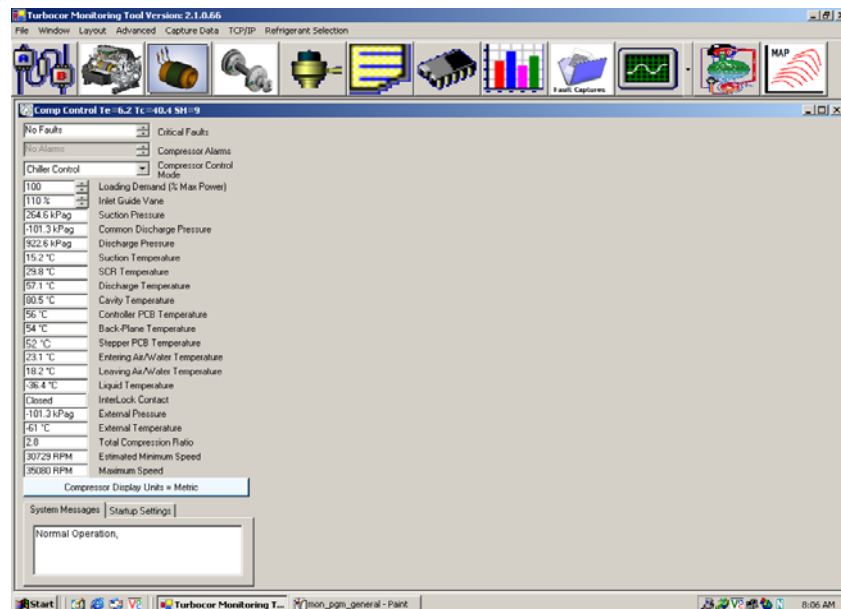 Turbocor Monitoring Tool Version: 2.1.0.66
File Window Layout Advanced Capture Data TCP/IP Refrigerant Selection
A
B
Fault Captures
MAP
Comp Control Te=6.2 Tc=40.4 SH=9
No Faults Critical Faults
No Alarms Compressor Alarms
Chiller Control Compressor Control Mode
100 Loading Demand (% Max Power)
110 % Inlet Guide Vane
264.6 kPag Suction Pressure
-101.3 kPag Common Discharge Pressure
922.6 kPag Discharge Pressure
15.2 °C Suction Temperature
29.8 °C SCR Temperature
57.1 °C Discharge Temperature
80.5 °C Cavity Temperature
56 °C Controller PCB Temperature
54 °C Back-Plane Temperature
52 °C Stepper PCB Temperature
23.1 °C Entering Air/Water Temperature
18.2 °C Leaving Air/Water Temperature
-36.4 °C Liquid Temperature
Closed InterLock Contact
-101.3 kPag External Pressure
-61 °C External Temperature
2.8 Total Compression Ratio
30729 RPM Estimated Minimum Speed
35080 RPM Maximum Speed
Compressor Display Units = Metric
System Messages Startup Settings
Normal Operation,
Start Turbocor Monitoring T... mon_pgm_general - Paint 8:06 AM